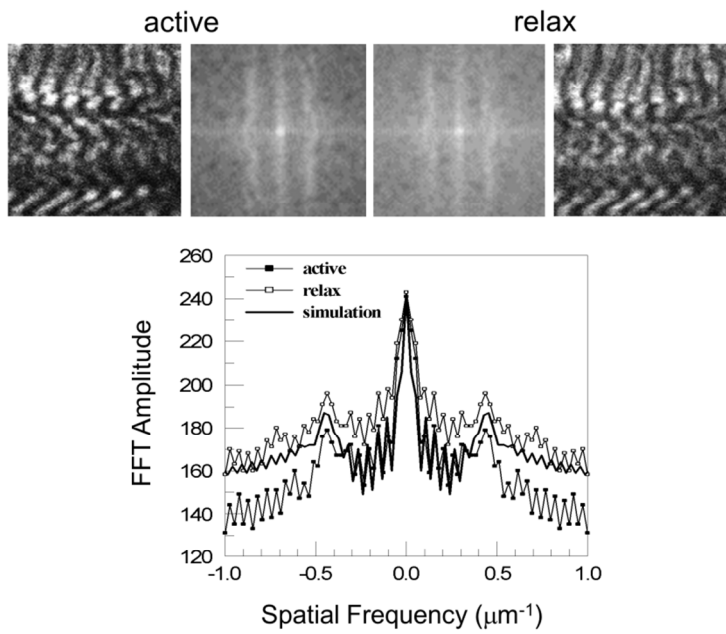 active
relax
260
240
220
200
180
160
140
120
active
relax
simulation
FFT Amplitude
-1.0
-0.5
0.0
0.5
1.0
Spatial Frequency (μm⁻¹)